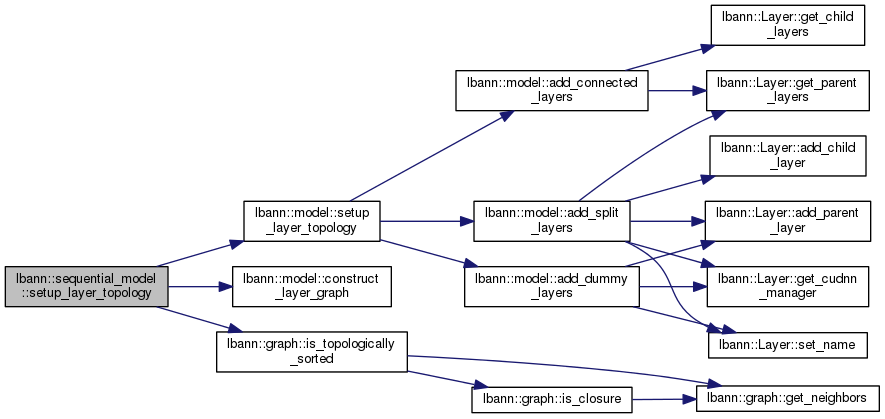 lbann::sequential_model
::setup_layer_topology
lbann::model::setup
_layer_topology
lbann::model::add_connected
_layers
lbann::Layer::get_child
_layers
lbann::Layer::get_parent
_layers
lbann::model::add_split
_layers
lbann::Layer::add_child
_layer
lbann::Layer::add_parent
_layer
lbann::Layer::get_cudnn
_manager
lbann::Layer::set_name
lbann::model::add_dummy
_layers
lbann::model::construct
_layer_graph
lbann::graph::is_topologically
_sorted
lbann::graph::is_closure
lbann::graph::get_neighbors